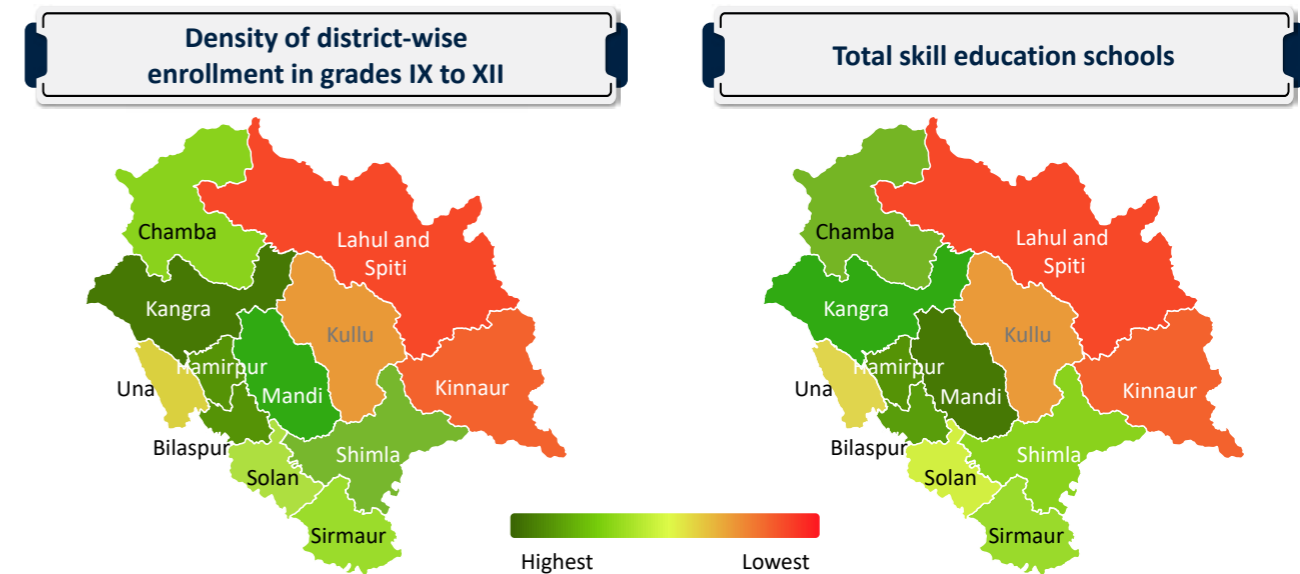 Density of district-wise
enrollment in grades IX to XII
Total skill education schools
Chamba
Lahul and
Spiti
Kangra
Kullu
Hamirpur
Una
Mandi
Kinnaur
Bilaspur
Shimla
Solan
Sirmaur
Chamba
Lahul and
Spiti
Kangra
Kullu
Hamirpur
Una
Mandi
Kinnaur
Bilaspur
Shimla
Solan
Sirmaur
Highest
Lowest